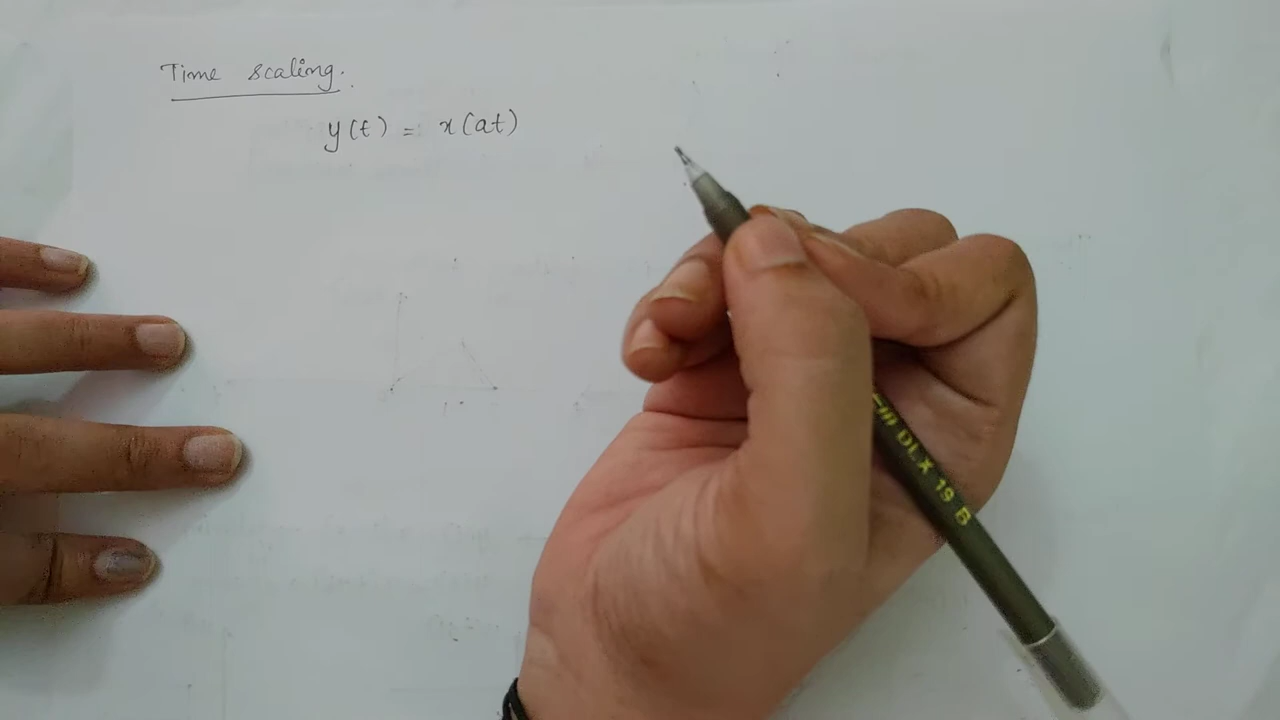 Time scaling.
y(t) = x(at)
DLX 19 B